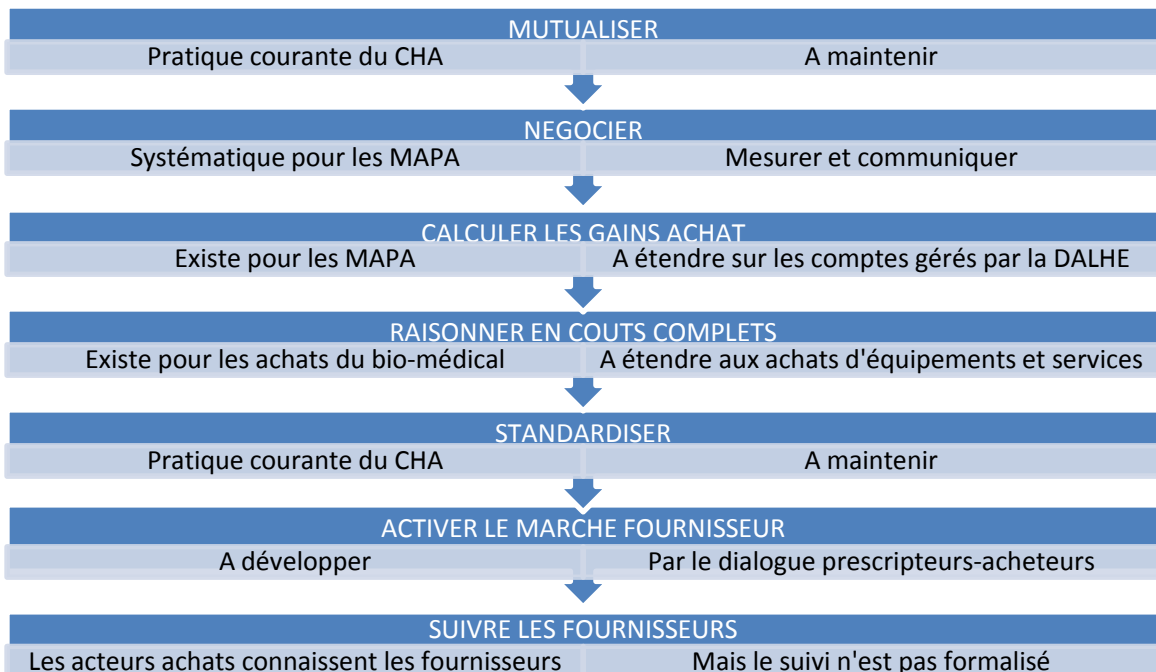 MUTUALISER
Pratique courante du CHA
A maintenir
NEGOCIER
Systématique pour les MAPA
Mesurer et communiquer
CALCULER LES GAINS ACHAT
Existe pour les MAPA
A étendre sur les comptes gérés par la DALHE
RAISONNER EN COUTS COMPLETS
Existe pour les achats du bio-médical
A étendre aux achats d'équipements et services
STANDARDISER
Pratique courante du CHA
A maintenir
ACTIVER LE MARCHE FOURNISSEUR
A développer
Par le dialogue prescripteurs-acheteurs
SUIVRE LES FOURNISSEURS
Les acteurs achats connaissent les fournisseurs
Mais le suivi n'est pas formalisé